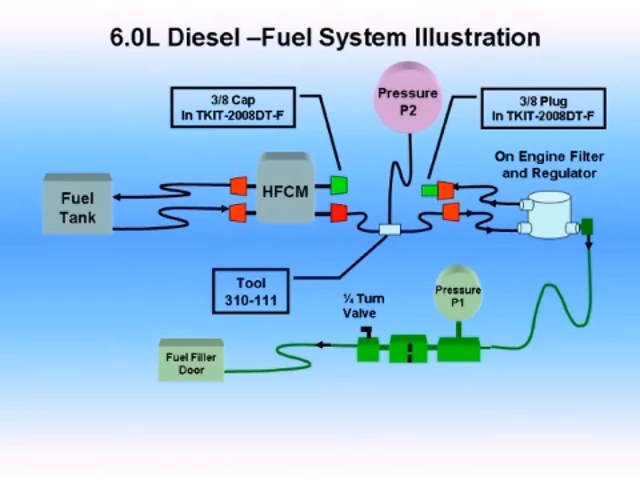 6.0L Diesel –Fuel System Illustration
3/8 Cap
In TKIT-2008DT-F
Pressure
P2
3/8 Plug
In TKIT-2008DT-F
On Engine Filter
and Regulator
Fuel
Tank
HFCM
Tool
310-111
¼ Turn
Valve
Pressure
P1
Fuel Filler
Door